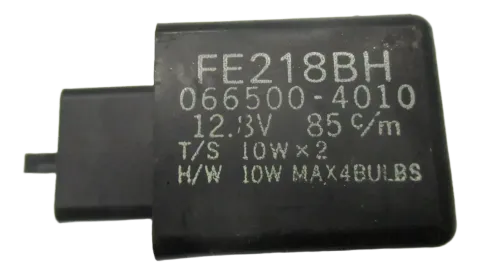 FE218BH
066500-4010
12.8V 85 c/m
T/S 10W×2
H/W 10W MAX4BULBS